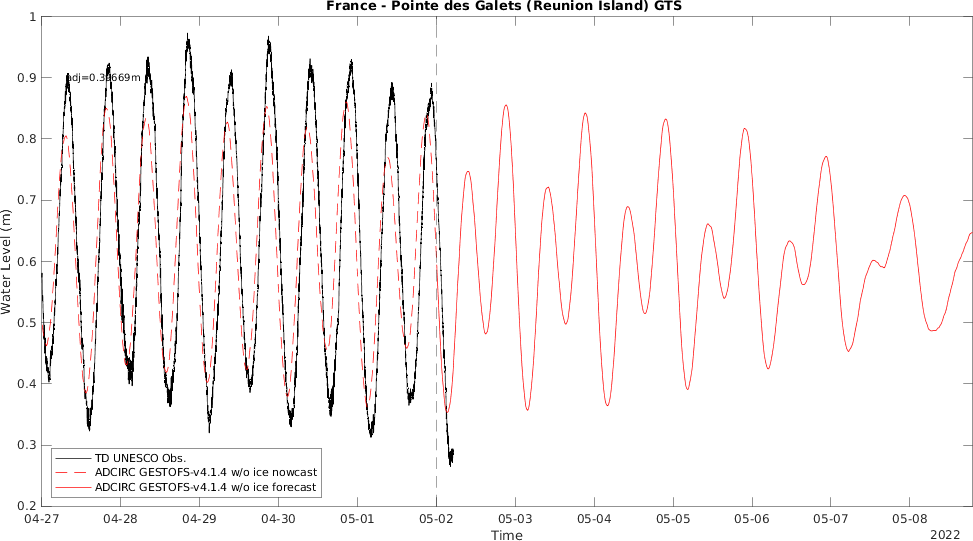 France - Pointe des Galets (Reunion Island) GTS
1
0.9
0.8
0.7
0.6
0.5
0.4
0.3
0.2
Water Level (m)
TD UNESCO Obs.
ADCIRC GESTOFS-v4.1.4 w/o ice nowcast
ADCIRC GESTOFS-v4.1.4 w/o ice forecast
04-27 04-28 04-29 04-30 05-01 05-02 05-03 05-04 05-05 05-06 05-07 05-08
Time
2022